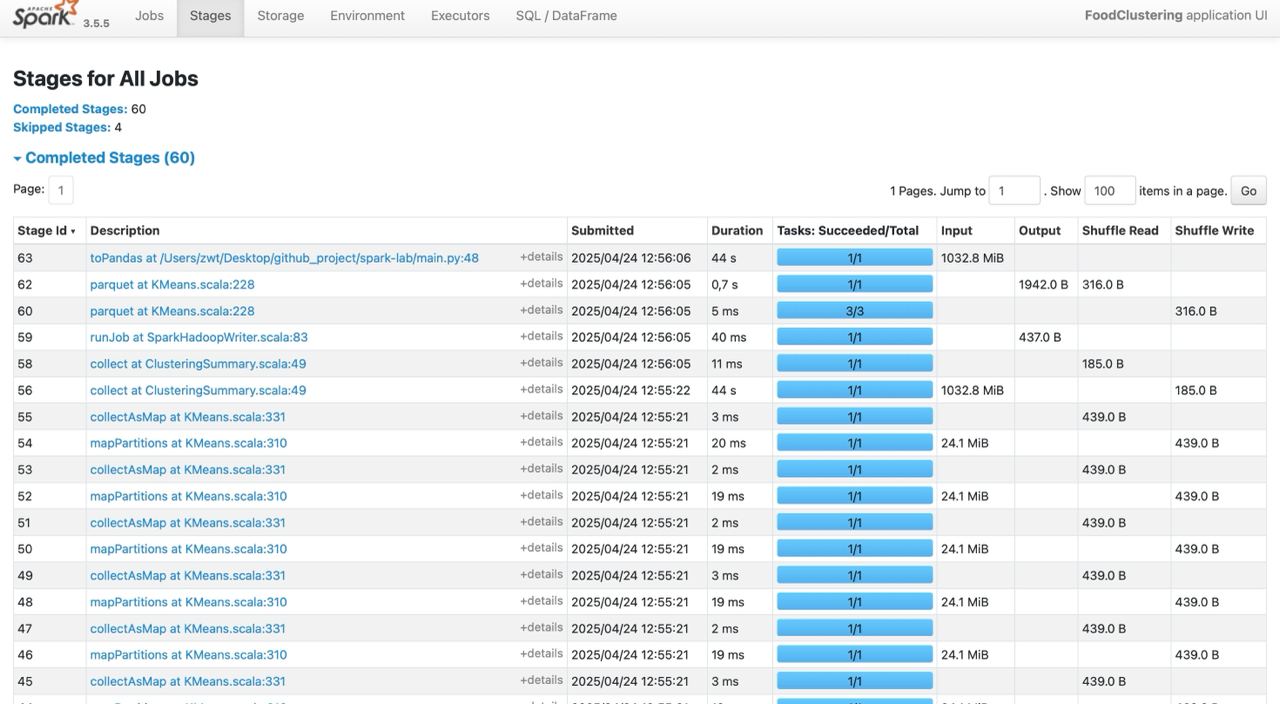 APACHE Spark 3.5.5 Jobs Stages Storage Environment Executors SQL / DataFrame FoodClustering application UI
Stages for All Jobs
Completed Stages: 60
Skipped Stages: 4
Completed Stages (60)
Page: 1 1 Pages. Jump to 1 . Show 100 items in a page. Go
Stage Id Description Submitted Duration Tasks: Succeeded/Total Input Output Shuffle Read Shuffle Write
63 toPandas at /Users/zwt/Desktop/github_project/spark-lab/main.py:48 +details 2025/04/24 12:56:06 44 s 1/1 1032.8 MiB
62 parquet at KMeans.scala:228 +details 2025/04/24 12:56:05 0,7 s 1/1 1942.0 B 316.0 B
60 parquet at KMeans.scala:228 +details 2025/04/24 12:56:05 5 ms 3/3 316.0 B
59 runJob at SparkHadoopWriter.scala:83 +details 2025/04/24 12:56:05 40 ms 1/1 437.0 B
58 collect at ClusteringSummary.scala:49 +details 2025/04/24 12:56:05 11 ms 1/1 185.0 B
56 collect at ClusteringSummary.scala:49 +details 2025/04/24 12:55:22 44 s 1/1 1032.8 MiB 185.0 B
55 collectAsMap at KMeans.scala:331 +details 2025/04/24 12:55:21 3 ms 1/1 439.0 B
54 mapPartitions at KMeans.scala:310 +details 2025/04/24 12:55:21 20 ms 1/1 24.1 MiB 439.0 B
53 collectAsMap at KMeans.scala:331 +details 2025/04/24 12:55:21 2 ms 1/1 439.0 B
52 mapPartitions at KMeans.scala:310 +details 2025/04/24 12:55:21 19 ms 1/1 24.1 MiB 439.0 B
51 collectAsMap at KMeans.scala:331 +details 2025/04/24 12:55:21 2 ms 1/1 439.0 B
50 mapPartitions at KMeans.scala:310 +details 2025/04/24 12:55:21 19 ms 1/1 24.1 MiB 439.0 B
49 collectAsMap at KMeans.scala:331 +details 2025/04/24 12:55:21 3 ms 1/1 439.0 B
48 mapPartitions at KMeans.scala:310 +details 2025/04/24 12:55:21 19 ms 1/1 24.1 MiB 439.0 B
47 collectAsMap at KMeans.scala:331 +details 2025/04/24 12:55:21 2 ms 1/1 439.0 B
46 mapPartitions at KMeans.scala:310 +details 2025/04/24 12:55:21 19 ms 1/1 24.1 MiB 439.0 B
45 collectAsMap at KMeans.scala:331 +details 2025/04/24 12:55:21 3 ms 1/1 439.0 B